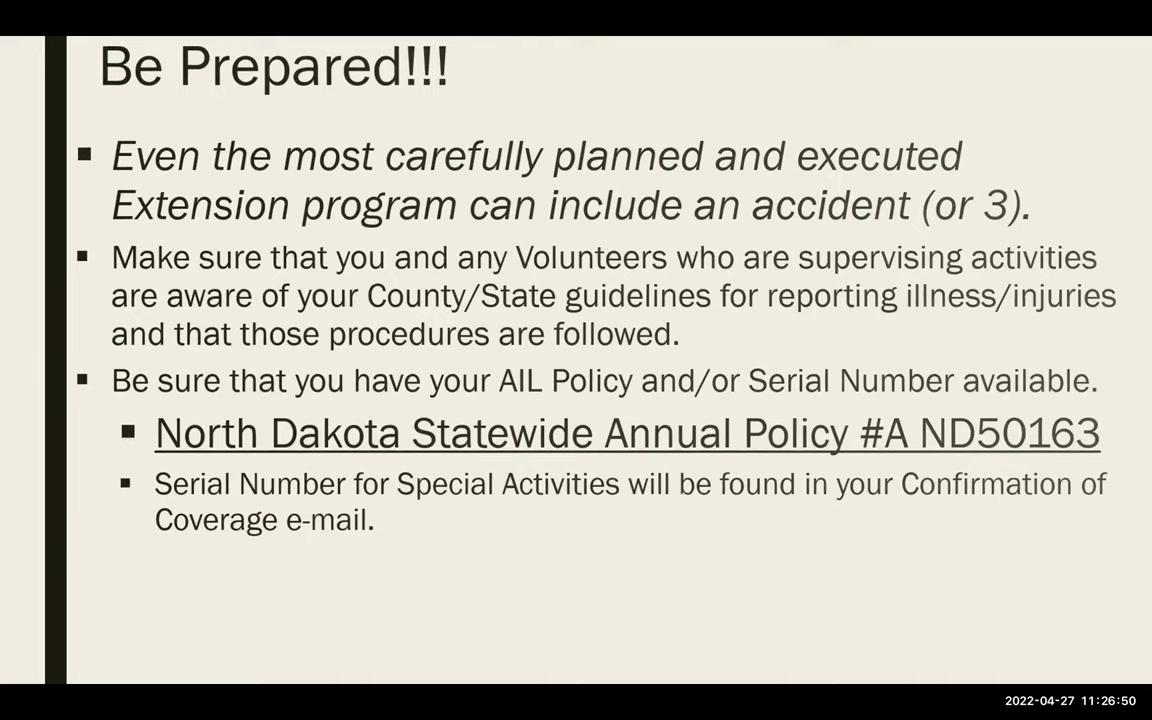 Be Prepared!!!
▪ Even the most carefully planned and executed
Extension program can include an accident (or 3).
▪ Make sure that you and any Volunteers who are supervising activities
are aware of your County/State guidelines for reporting illness/injuries
and that those procedures are followed.
▪ Be sure that you have your AIL Policy and/or Serial Number available.
▪ North Dakota Statewide Annual Policy #A ND50163
▪ Serial Number for Special Activities will be found in your Confirmation of
Coverage e-mail.
2022-04-27 11:26:50